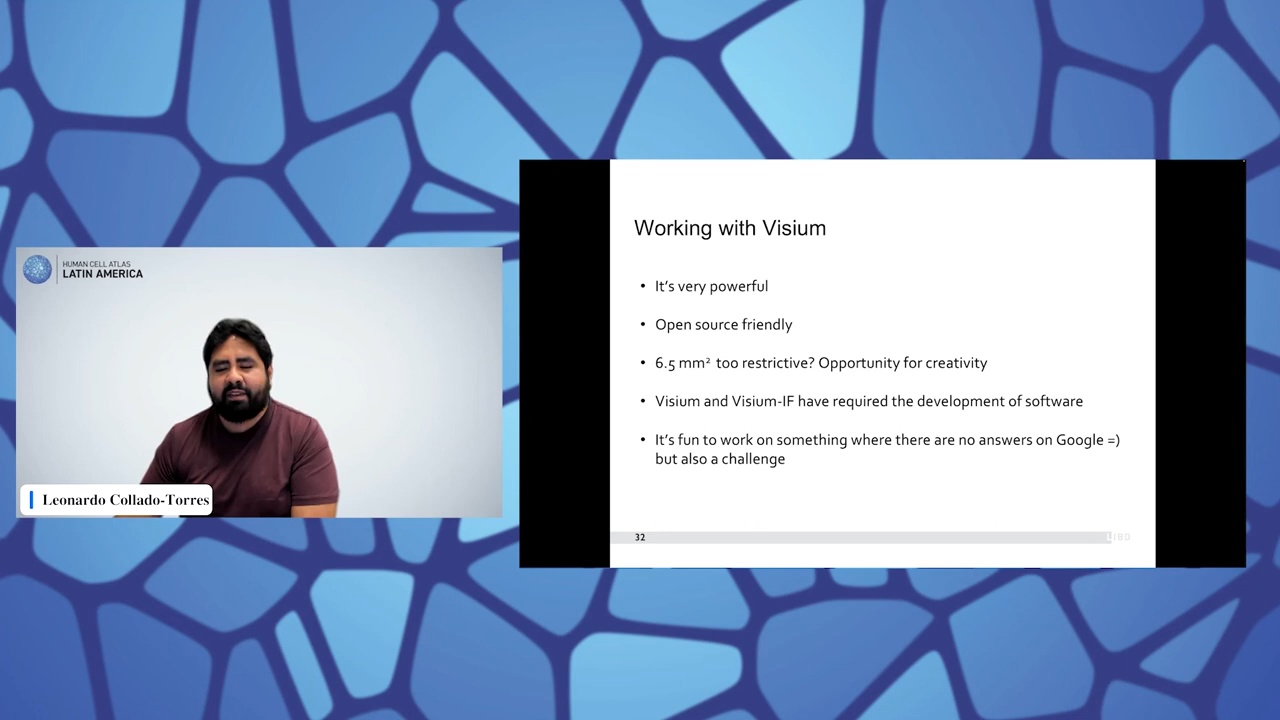 HUMAN CELL ATLAS
LATIN AMERICA
Leonardo Collado-Torres
Working with Visium
• It's very powerful
• Open source friendly
• 6.5 mm² too restrictive? Opportunity for creativity
• Visium and Visium-IF have required the development of software
• It's fun to work on something where there are no answers on Google =)
but also a challenge
32
LIBD